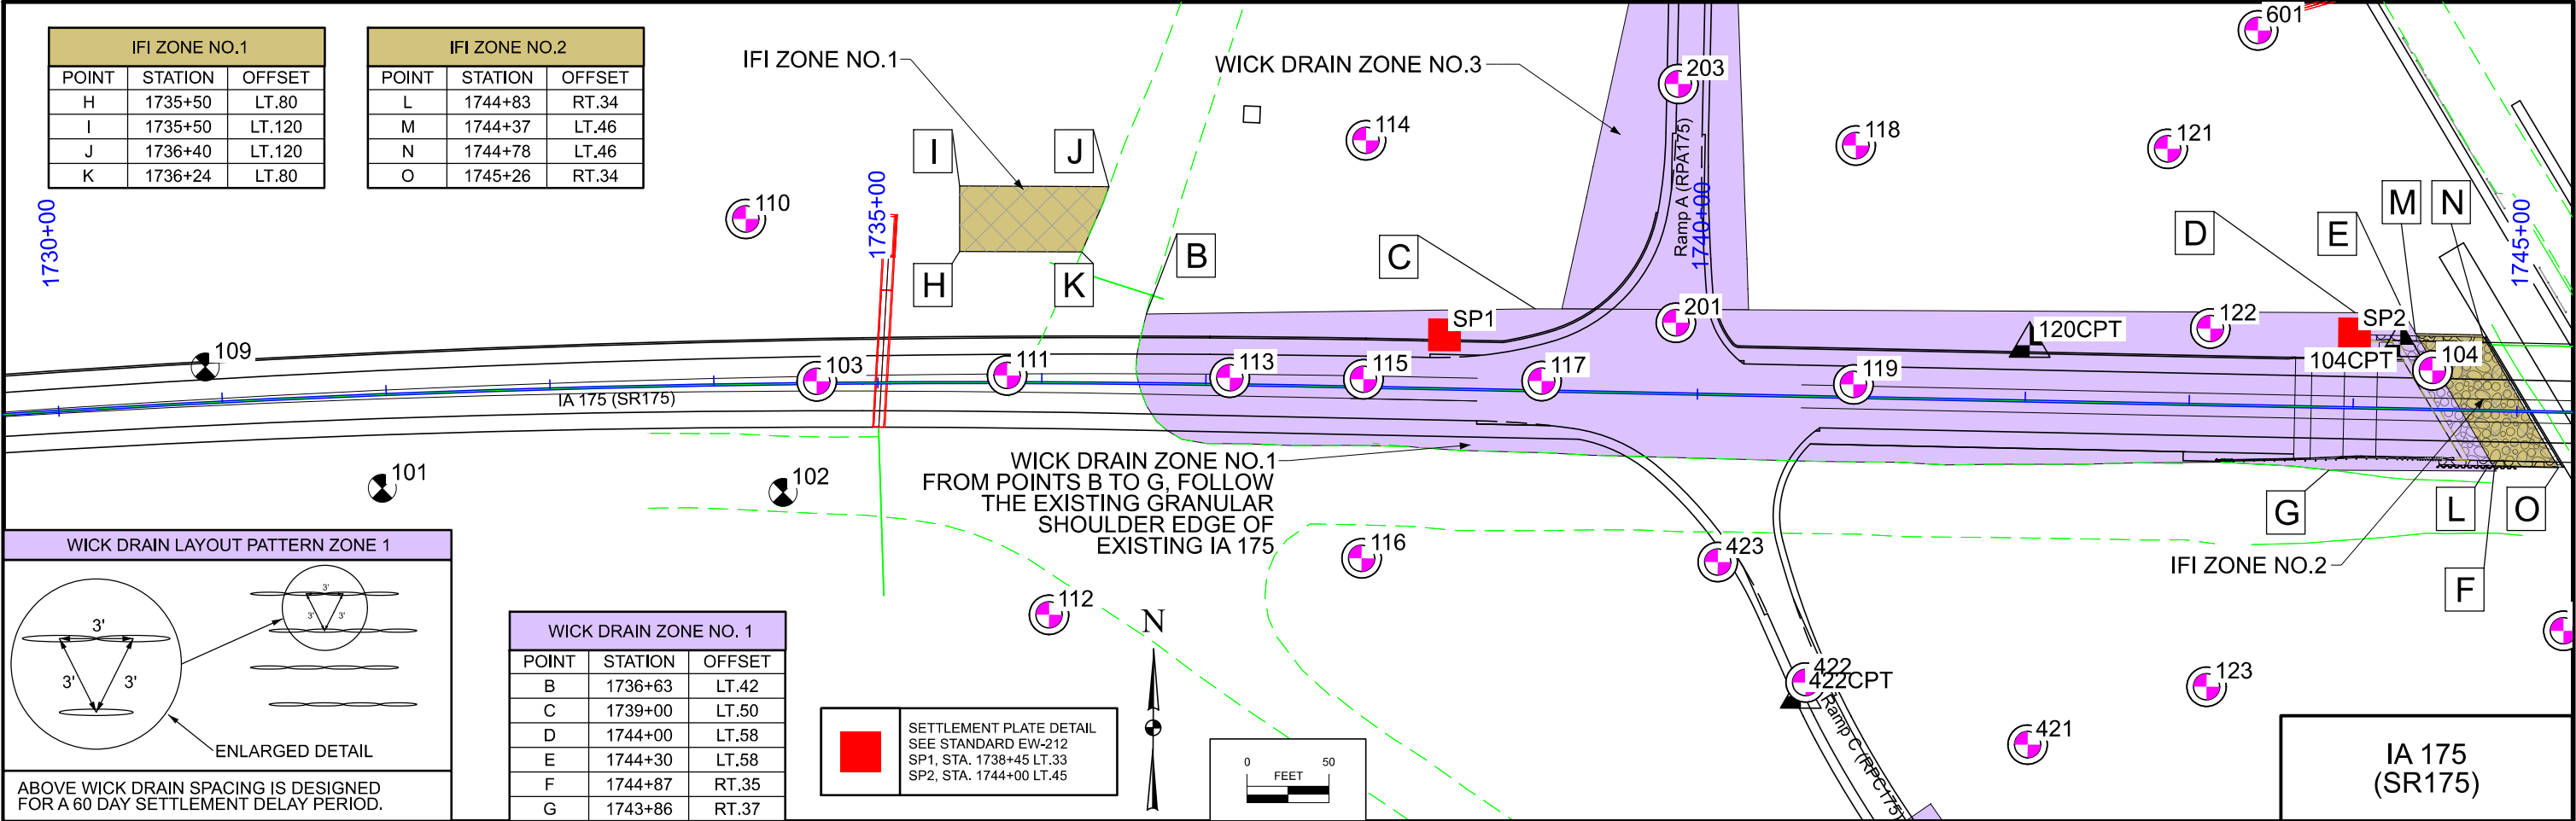 IFI ZONE NO.1
POINT STATION OFFSET
H 1735+50 LT.80
I 1735+50 LT.120
J 1736+40 LT.120
K 1736+24 LT.80
IFI ZONE NO.2
POINT STATION OFFSET
L 1744+83 RT.34
M 1744+37 LT.46
N 1744+78 LT.46
O 1745+26 RT.34
IFI ZONE NO.1
WICK DRAIN ZONE NO.3
601
203
114
118
121
110
I
J
H
K
B
C
D
E
M
N
1730+00
1735+00
Ramp A (RPA175)
1740+00
1745+00
SP1
201
120CPT
122
SP2
104CPT
104
109
103
111
113
115
117
119
IA 175 (SR175)
101
102
WICK DRAIN ZONE NO.1
FROM POINTS B TO G, FOLLOW
THE EXISTING GRANULAR
SHOULDER EDGE OF
EXISTING IA 175
G
L
O
F
IFI ZONE NO.2
116
423
112
422
422CPT
123
421
Ramp C (RPC175)
WICK DRAIN LAYOUT PATTERN ZONE 1
3'
3'
3'
3'
3'
3'
ENLARGED DETAIL
ABOVE WICK DRAIN SPACING IS DESIGNED
FOR A 60 DAY SETTLEMENT DELAY PERIOD.
WICK DRAIN ZONE NO. 1
POINT STATION OFFSET
B 1736+63 LT.42
C 1739+00 LT.50
D 1744+00 LT.58
E 1744+30 LT.58
F 1744+87 RT.35
G 1743+86 RT.37
SETTLEMENT PLATE DETAIL
SEE STANDARD EW-212
SP1, STA. 1738+45 LT.33
SP2, STA. 1744+00 LT.45
N
0 50
FEET
IA 175
(SR175)